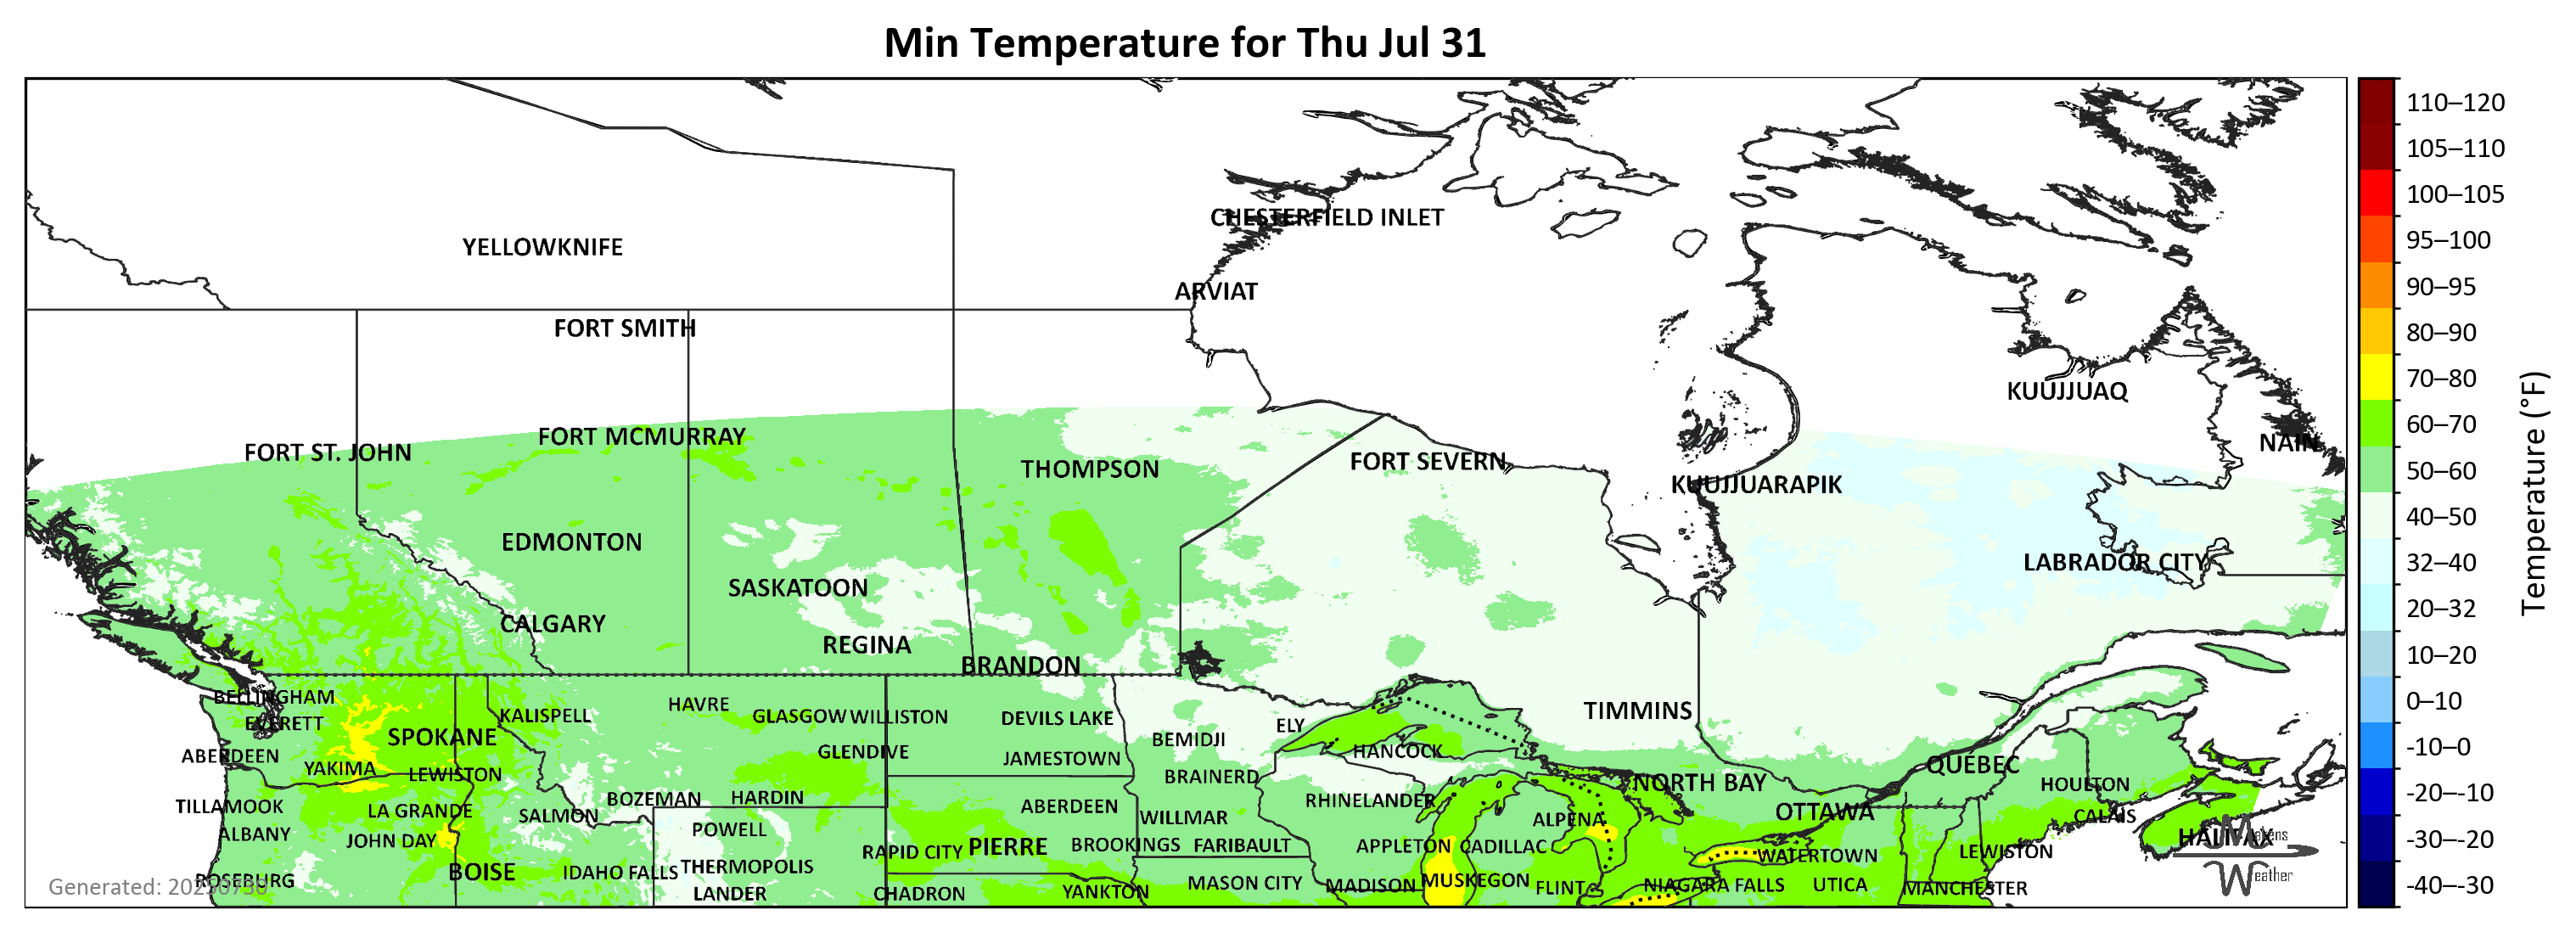 Min Temperature for Thu Jul 31
110–120
105–110
CHESTERFIELD INLET
100–105
YELLOWKNIFE
95–100
ARVIAT
90–95
FORT SMITH
80–90
KUUJJUAQ
70–80
FORT MCMURRAY
60–70
FORT ST. JOHN
NAIN
THOMPSON
FORT SEVERN
50–60
KUUJJUARAPIK
40–50
EDMONTON
LABRADOR CITY
32–40
Temperature (°F)
SASKATOON
20–32
CALGARY
REGINA
BRANDON
10–20
BELLINGHAM
HAVRE
0–10
KALISPELL
GLASGOW
WILLISTON
DEVILS LAKE
TIMMINS
EVERETT
ELY
SPOKANE
BEMIDJI
-10–0
ABERDEEN
GLENDIVE
JAMESTOWN
HANCOCK
QUÉBEC
YAKIMA
LEWISTON
BRAINERD
NORTH BAY
HOULTON
-20–-10
TILLAMOOK
LA GRANDE
BOZEMAN
HARDIN
ABERDEEN
RHINELANDER
SALMON
WILLMAR
ALPENA
OTTAWA
CALAIS
ALBANY
JOHN DAY
POWELL
HALIFAX
Makens
-30–-20
RAPID CITY
PIERRE
BROOKINGS
FARIBAULT
APPLETON
CADILLAC
WATERTOWN
LEWISTON
ROSEBURG
BOISE
IDAHO FALLS
THERMOPOLIS
Weather
Generated: 20250730
LANDER
CHADRON
YANKTON
MASON CITY
MADISON
MUSKEGON
FLINT
NIAGARA FALLS
UTICA
MANCHESTER
-40–-30